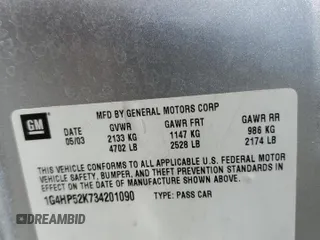 GM
MFD BY GENERAL MOTORS CORP
DATE GVWR GAWR FRT GAWR RR
05/03 2133 KG 1147 KG 986 KG
4702 LB 2528 LB 2174 LB
THIS VEHICLE CONFORMS TO ALL APPLICABLE U.S. FEDERAL MOTOR
VEHICLE SAFETY, BUMPER, AND THEFT PREVENTION STANDARDS IN
EFFECT ON THE DATE OF MANUFACTURE SHOWN ABOVE.
1G4HP52K734201090 TYPE: PASS CAR
DREAMBID